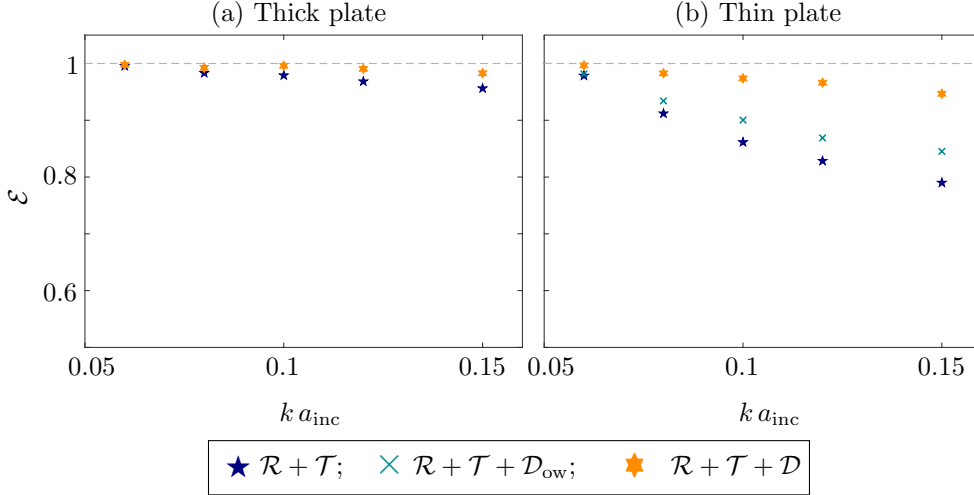 (a) Thick plate
(b) Thin plate
ℰ
1
0.8
0.6
0.05
0.1
0.15
0.05
0.1
0.15
k a_inc
k a_inc
ℛ + 𝒯;
ℛ + 𝒯 + 𝒟_ow;
ℛ + 𝒯 + 𝒟